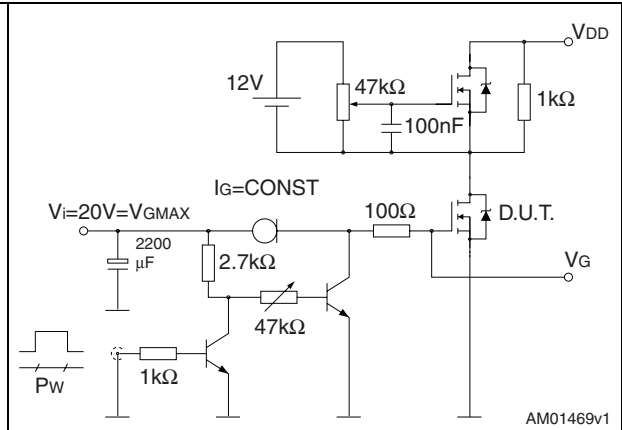 VDD
12V
47kΩ
1kΩ
100nF
IG=CONST
Vi=20V=VGMAX
100Ω
D.U.T.
2200
μF
2.7kΩ
VG
47kΩ
1kΩ
PW
AM01469v1